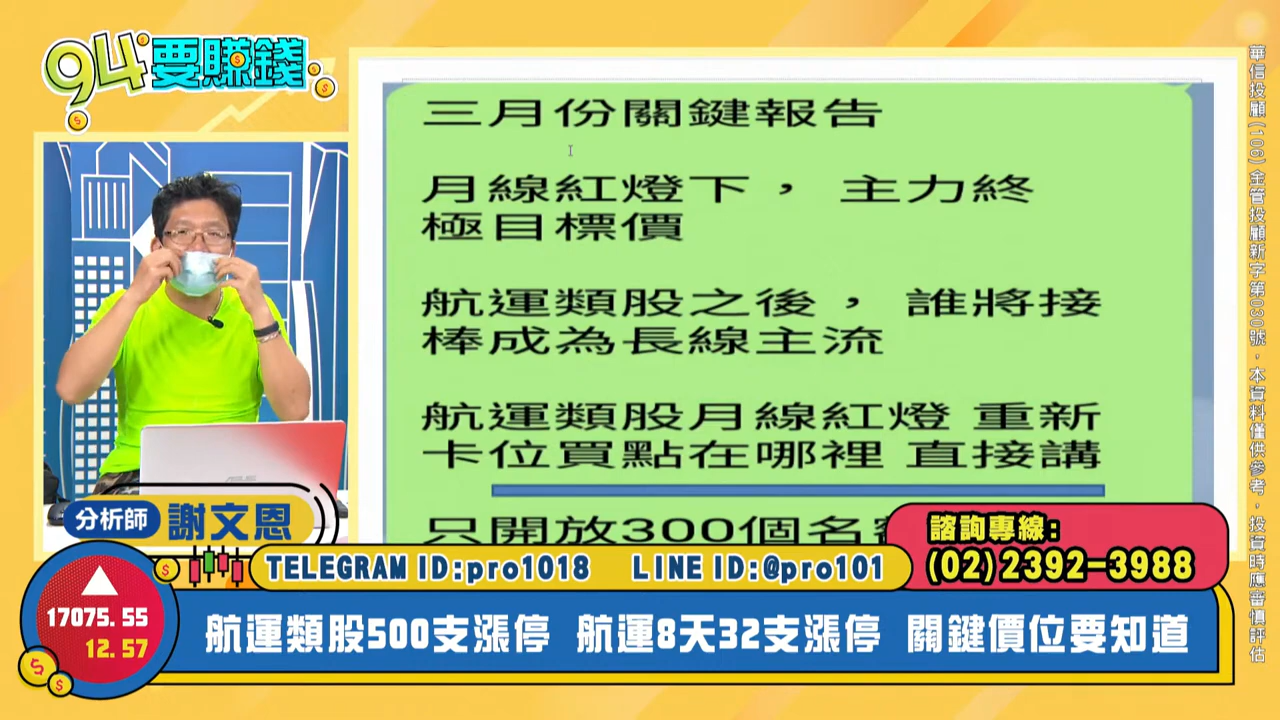 94要賺錢
三月份關鍵報告
月線紅燈下， 主力終
極目標價
航運類股之後， 誰將接
棒成為長線主流
航運類股月線紅燈 重新
卡位買點在哪裡 直接講
只開放300個名
分析師 謝文恩
諮詢專線:
(02)2392-3988
TELEGRAM ID:pro1018 LINE ID:@pro101
17075.55
12.57
航運類股500支漲停 航運8天32支漲停 關鍵價位要知道
華信投顧(106)金管投顧新字第030號，本資料僅供參考，投資時應審慎評估